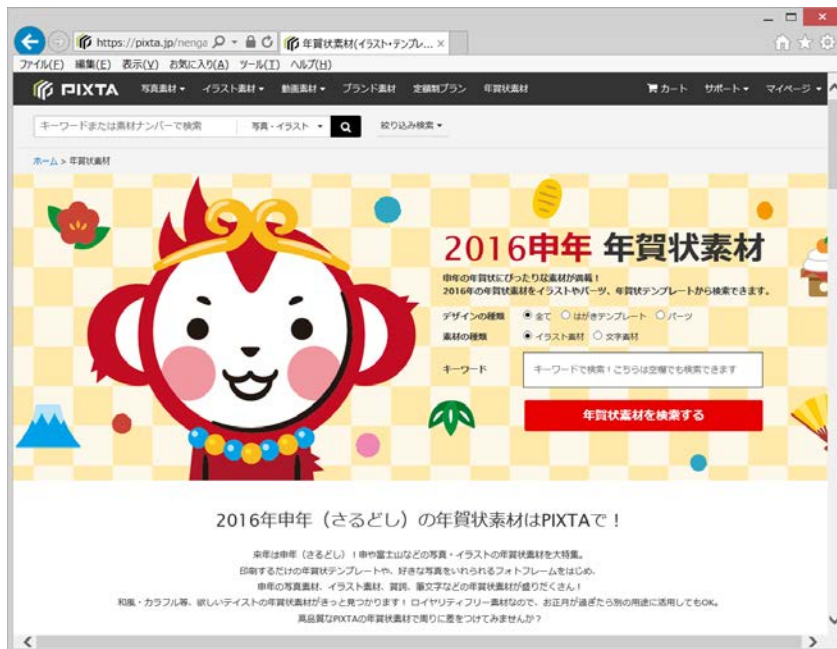 https://pixta.jp/nenga
年賀状素材(イラスト・テンプレ... ×
ファイル(F) 編集(E) 表示(V) お気に入り(A) ツール(T) ヘルプ(H)
PIXTA 写真素材 イラスト素材 動画素材 ブランド素材 定額制プラン 年賀状素材 カート サポート マイページ
キーワードまたは素材ナンバーで検索 写真・イラスト 絞り込み検索
ホーム > 年賀状素材
2016申年 年賀状素材
申年の年賀状にぴったりな素材が満載！
2016年の年賀状素材をイラストやパーツ、年賀状テンプレートから検索できます。
デザインの種類 全て はがきテンプレート パーツ
素材の種類 イラスト素材 文字素材
キーワード キーワードで検索！こちらは空欄でも検索できます
年賀状素材を検索する
2016年申年（さるどし）の年賀状素材はPIXTAで！
来年は申年（さるどし）！申や富士山などの写真・イラストの年賀状素材を大特集。
印刷するだけの年賀状テンプレートや、好きな写真をいれられるフォトフレームをはじめ、
申年の写真素材、イラスト素材、賀詞、筆文字などの年賀状素材が盛りだくさん！
和風・カラフル等、欲しいテイストの年賀状素材がきっと見つかります！ ロイヤリティフリー素材なので、お正月が過ぎたら別の用途に活用してもOK。
高品質なPIXTAの年賀状素材で周りに差をつけてみませんか？